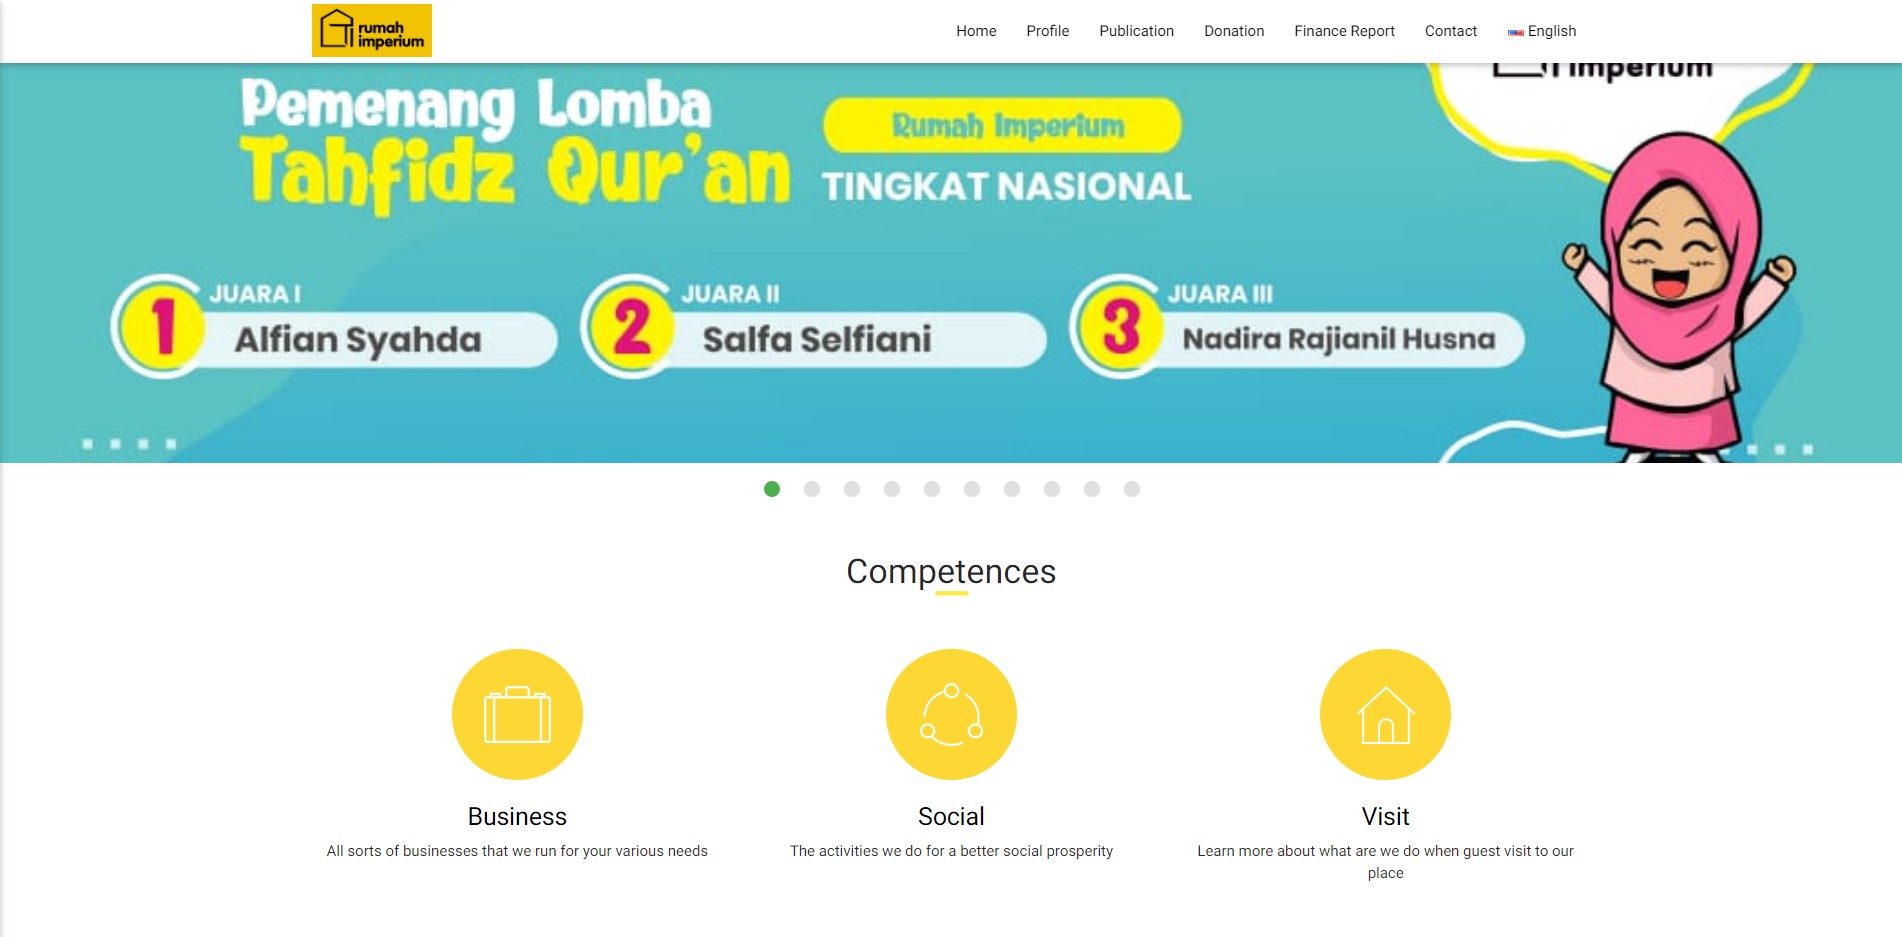 rumah
imperium
Home
Profile
Publication
Donation
Finance Report
Contact
English
imperium
Pemenang Lomba
Tahfidz Qur'an
Rumah Imperium
TINGKAT NASIONAL
1
JUARA I
Alfian Syahda
2
JUARA II
Salfa Selfiani
3
JUARA III
Nadira Rajianil Husna
Competences
Business
All sorts of businesses that we run for your various needs
Social
The activities we do for a better social prosperity
Visit
Learn more about what are we do when guest visit to our
place